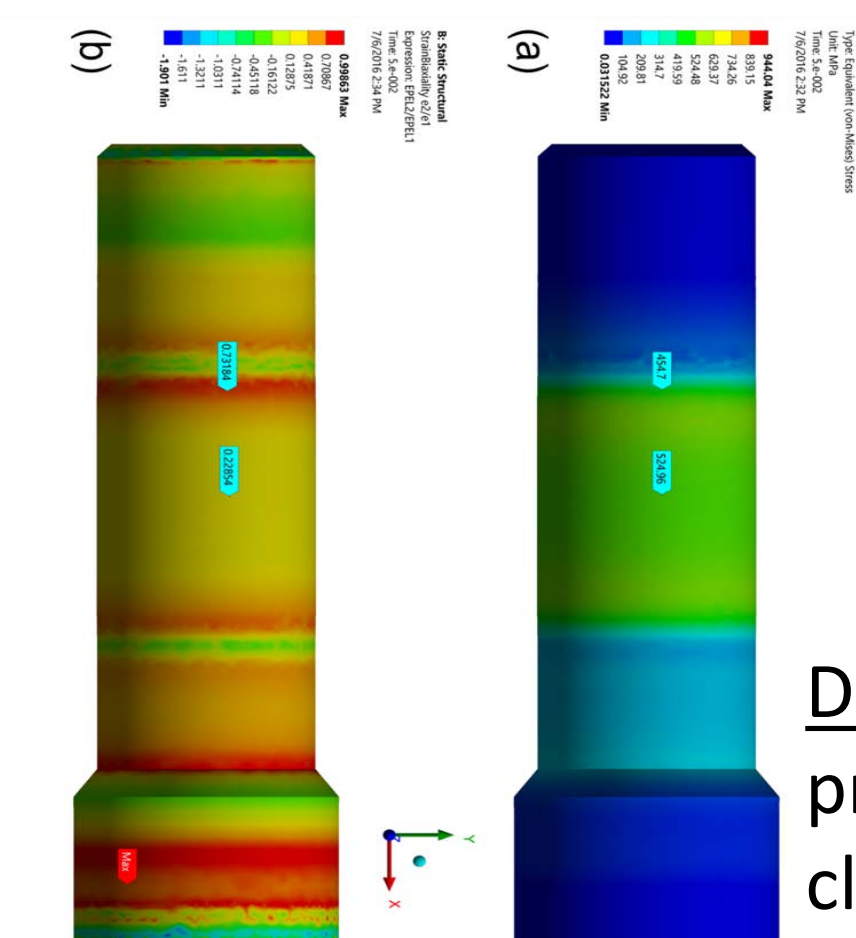 (a)
Type: Equivalent (von-Mises) Stress
Unit: MPa
Time: 5.e-002
7/6/2016 2:32 PM
944.04 Max
839.15
734.26
629.37
524.48
419.59
314.7
209.81
104.92
0.031522 Min
454.7
524.96
(b)
B: Static Structural
StrainBiaxiality e2/e1
Expression: EPEL2/EPEL1
Time: 5.e-002
7/6/2016 2:34 PM
0.99863 Max
0.70867
0.41871
0.12875
-0.16122
-0.45118
-0.74114
-1.0311
-1.3211
-1.611
-1.901 Min
0.73184
0.22854
Max
Y
X
D
pr
cl